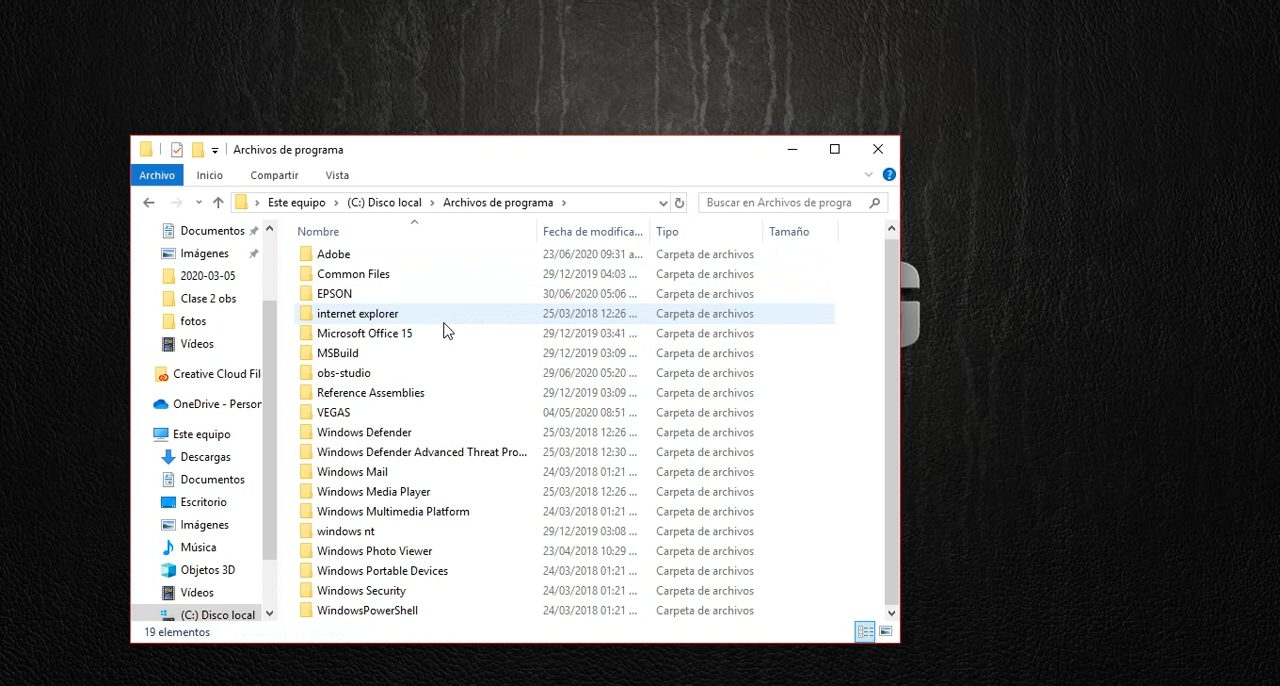 Archivos de programa
Archivo Inicio Compartir Vista
Este equipo (C:) Disco local Archivos de programa Buscar en Archivos de progra
Documentos
Imágenes
2020-03-05
Clase 2 obs
fotos
Vídeos
Creative Cloud Fil
OneDrive - Person
Este equipo
Descargas
Documentos
Escritorio
Imágenes
Música
Objetos 3D
Vídeos
(C:) Disco local
Nombre Fecha de modifica... Tipo Tamaño
Adobe 23/06/2020 09:31 a... Carpeta de archivos
Common Files 29/12/2019 04:03 ... Carpeta de archivos
EPSON 30/06/2020 05:06 ... Carpeta de archivos
internet explorer 25/03/2018 12:26 ... Carpeta de archivos
Microsoft Office 15 29/12/2019 03:41 ... Carpeta de archivos
MSBuild 29/12/2019 03:09 ... Carpeta de archivos
obs-studio 29/06/2020 05:20 ... Carpeta de archivos
Reference Assemblies 29/12/2019 03:09 ... Carpeta de archivos
VEGAS 04/05/2020 08:51 ... Carpeta de archivos
Windows Defender 25/03/2018 12:26 ... Carpeta de archivos
Windows Defender Advanced Threat Pro... 25/03/2018 12:30 ... Carpeta de archivos
Windows Mail 24/03/2018 01:21 ... Carpeta de archivos
Windows Media Player 25/03/2018 12:26 ... Carpeta de archivos
Windows Multimedia Platform 24/03/2018 01:21 ... Carpeta de archivos
windows nt 29/12/2019 03:08 ... Carpeta de archivos
Windows Photo Viewer 23/04/2018 10:29 ... Carpeta de archivos
Windows Portable Devices 24/03/2018 01:21 ... Carpeta de archivos
Windows Security 24/03/2018 01:21 ... Carpeta de archivos
WindowsPowerShell 24/03/2018 01:21 ... Carpeta de archivos
19 elementos